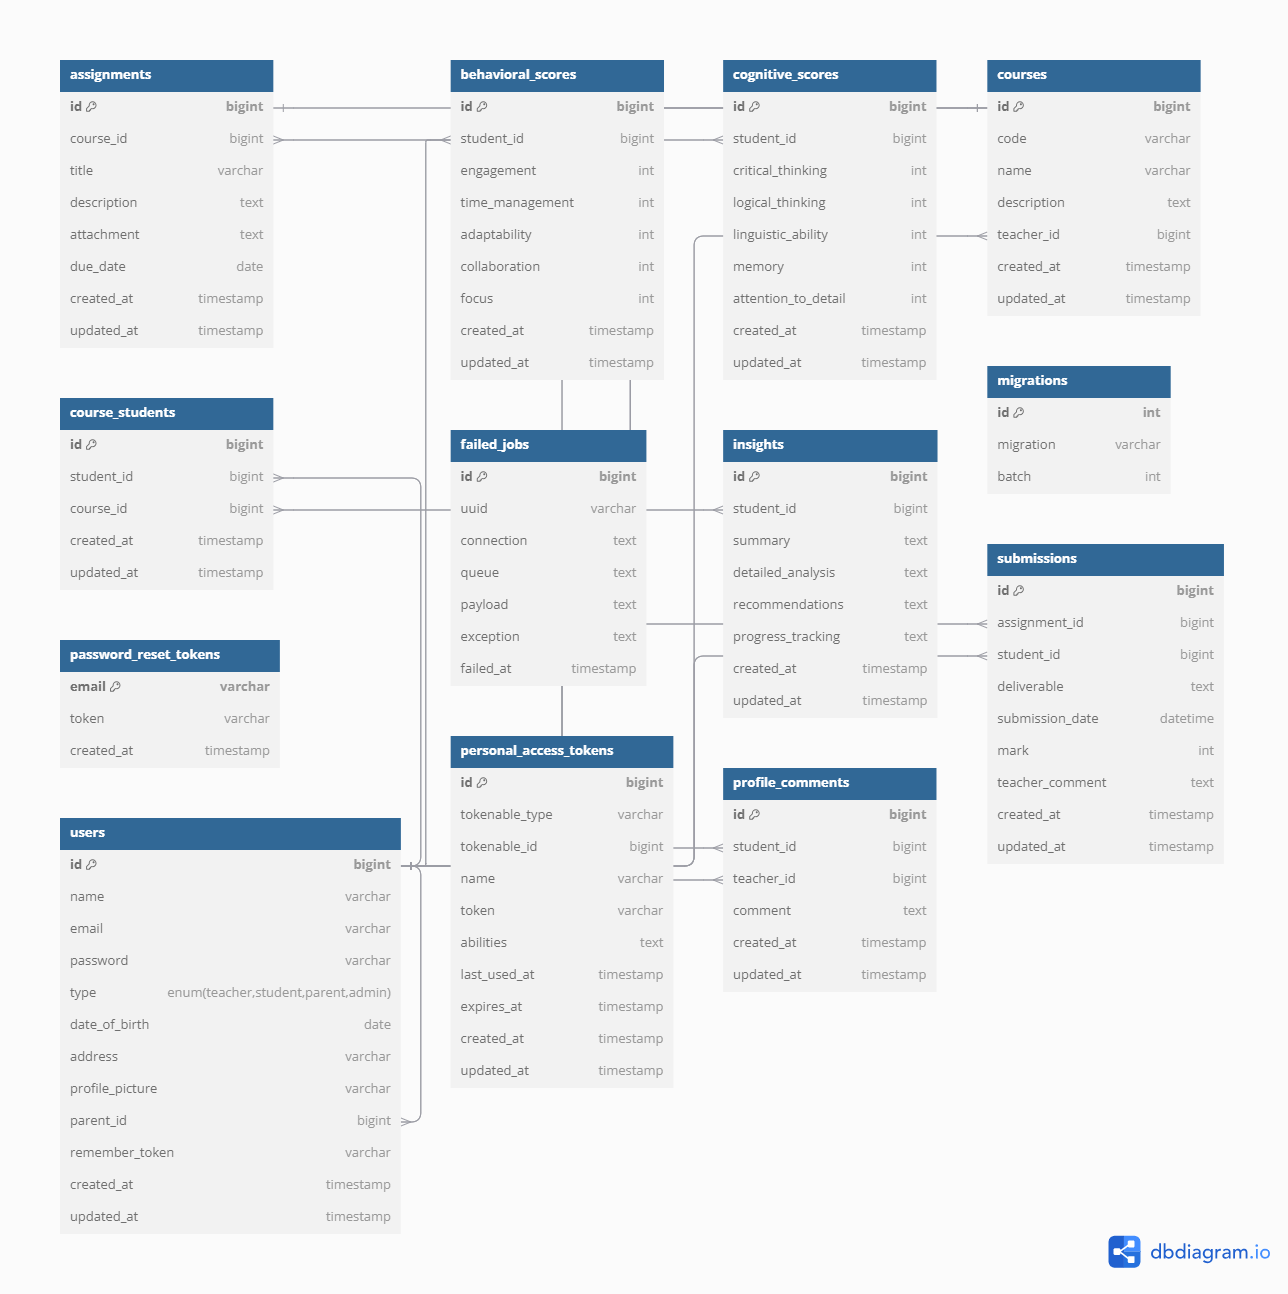 assignments
id bigint
course_id bigint
title varchar
description text
attachment text
due_date date
created_at timestamp
updated_at timestamp
behavioral_scores
id bigint
student_id bigint
engagement int
time_management int
adaptability int
collaboration int
focus int
created_at timestamp
updated_at timestamp
cognitive_scores
id bigint
student_id bigint
critical_thinking int
logical_thinking int
linguistic_ability int
memory int
attention_to_detail int
created_at timestamp
updated_at timestamp
courses
id bigint
code varchar
name varchar
description text
teacher_id bigint
created_at timestamp
updated_at timestamp
migrations
id int
migration varchar
batch int
course_students
id bigint
student_id bigint
course_id bigint
created_at timestamp
updated_at timestamp
failed_jobs
id bigint
uuid varchar
connection text
queue text
payload text
exception text
failed_at timestamp
insights
id bigint
student_id bigint
summary text
detailed_analysis text
recommendations text
progress_tracking text
created_at timestamp
updated_at timestamp
submissions
id bigint
assignment_id bigint
student_id bigint
deliverable text
submission_date datetime
mark int
teacher_comment text
created_at timestamp
updated_at timestamp
password_reset_tokens
email varchar
token varchar
created_at timestamp
personal_access_tokens
id bigint
tokenable_type varchar
tokenable_id bigint
name varchar
token varchar
abilities text
last_used_at timestamp
expires_at timestamp
created_at timestamp
updated_at timestamp
profile_comments
id bigint
student_id bigint
teacher_id bigint
comment text
created_at timestamp
updated_at timestamp
users
id bigint
name varchar
email varchar
password varchar
type enum(teacher,student,parent,admin)
date_of_birth date
address varchar
profile_picture varchar
parent_id bigint
remember_token varchar
created_at timestamp
updated_at timestamp
dbdiagram.io